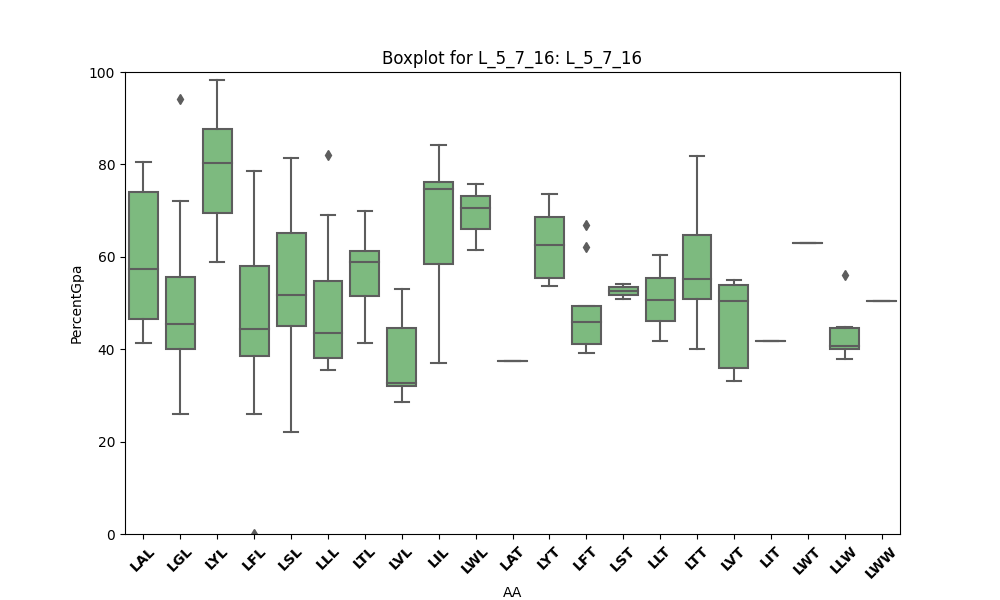 Boxplot for L_5_7_16: L_5_7_16
100
80
60
40
20
0
PercentGpa
LAL LGL LYL LFL LSL LLL LTL LVL LIL LWL LAT LYT LFT LST LLT LTT LVT LIT LWT LLW LWW
AA